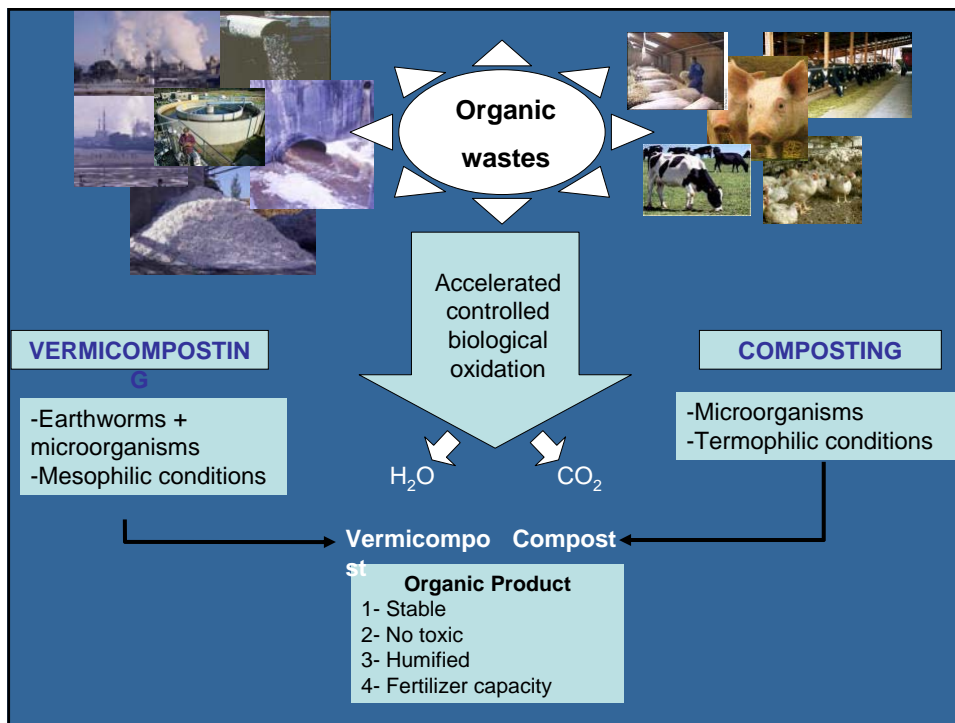 Organic
wastes
Accelerated
controlled
biological
oxidation
VERMICOMPOSTIN
G
COMPOSTING
-Earthworms +
microorganisms
-Mesophilic conditions
-Microorganisms
-Termophilic conditions
H₂O
CO₂
Vermicompo
st
Compost
Organic Product
1- Stable
2- No toxic
3- Humified
4- Fertilizer capacity